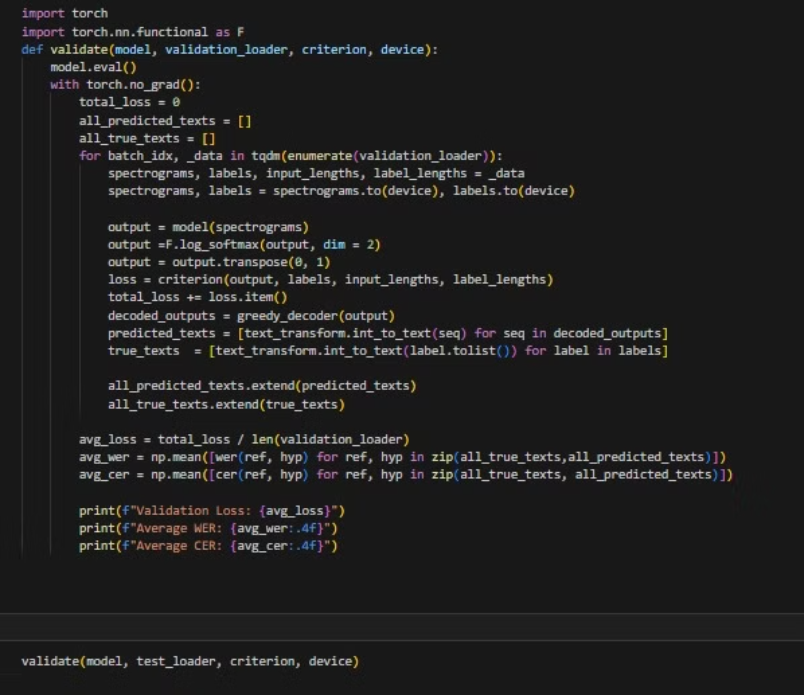 import torch
import torch.nn.functional as F
def validate(model, validation_loader, criterion, device):
    model.eval()
    with torch.no_grad():
        total_loss = 0
        all_predicted_texts = []
        all_true_texts = []
        for batch_idx, _data in tqdm(enumerate(validation_loader)):
            spectrograms, labels, input_lengths, label_lengths = _data
            spectrograms, labels = spectrograms.to(device), labels.to(device)

            output = model(spectrograms)
            output =F.log_softmax(output, dim = 2)
            output = output.transpose(0, 1)
            loss = criterion(output, labels, input_lengths, label_lengths)
            total_loss += loss.item()
            decoded_outputs = greedy_decoder(output)
            predicted_texts = [text_transform.int_to_text(seq) for seq in decoded_outputs]
            true_texts  = [text_transform.int_to_text(label.tolist()) for label in labels]

            all_predicted_texts.extend(predicted_texts)
            all_true_texts.extend(true_texts)

        avg_loss = total_loss / len(validation_loader)
        avg_wer = np.mean([wer(ref, hyp) for ref, hyp in zip(all_true_texts,all_predicted_texts)])
        avg_cer = np.mean([cer(ref, hyp) for ref, hyp in zip(all_true_texts, all_predicted_texts)])

        print(f"Validation Loss: {avg_loss}")
        print(f"Average WER: {avg_wer:.4f}")
        print(f"Average CER: {avg_cer:.4f}")

validate(model, test_loader, criterion, device)